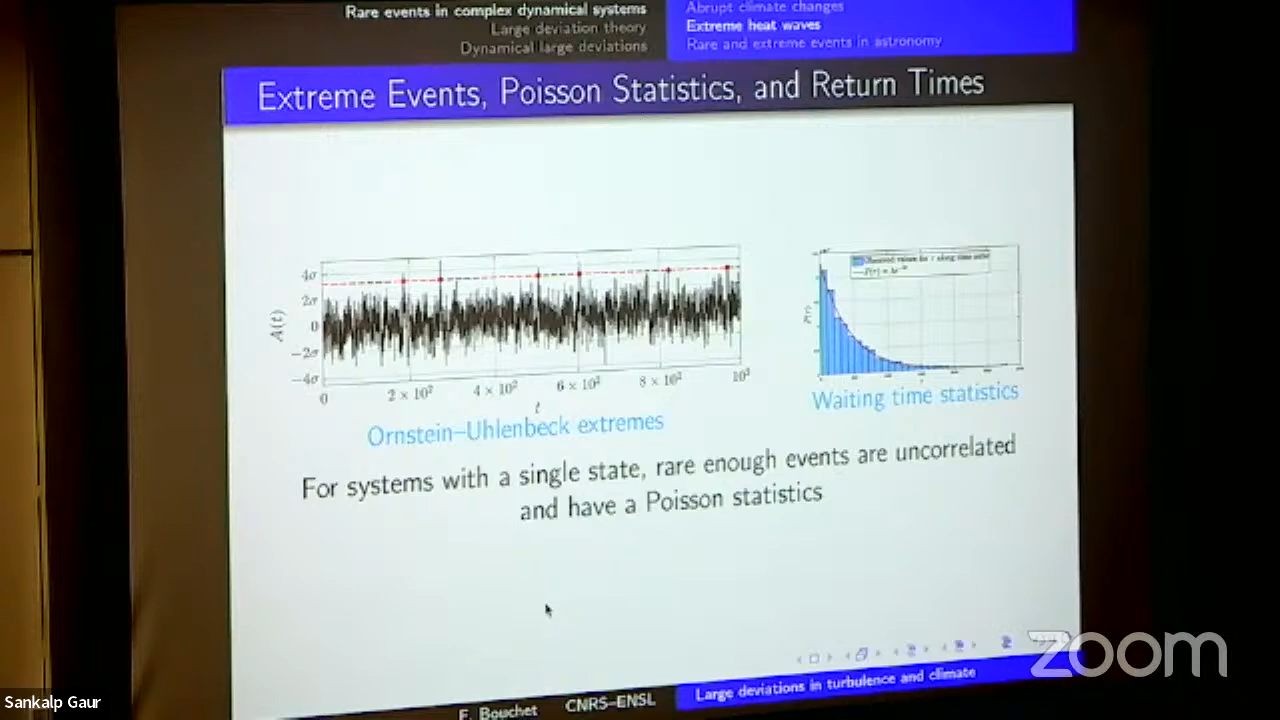 Rare events in complex dynamical systems
Large deviation theory
Dynamical large deviations
Abrupt climate changes
Extreme heat waves
Rare and extreme events in astronomy
Extreme Events, Poisson Statistics, and Return Times
A(t)
4σ
2σ
0
−2σ
−4σ
0
2 × 10²
4 × 10²
6 × 10²
8 × 10²
t
Ornstein–Uhlenbeck extremes
P(τ)
Waiting time statistics
For systems with a single state, rare enough events are uncorrelated
and have a Poisson statistics
F. Bouchet
CNRS–ENSL
Large deviations in turbulence and climate
zoom
Sankalp Gaur